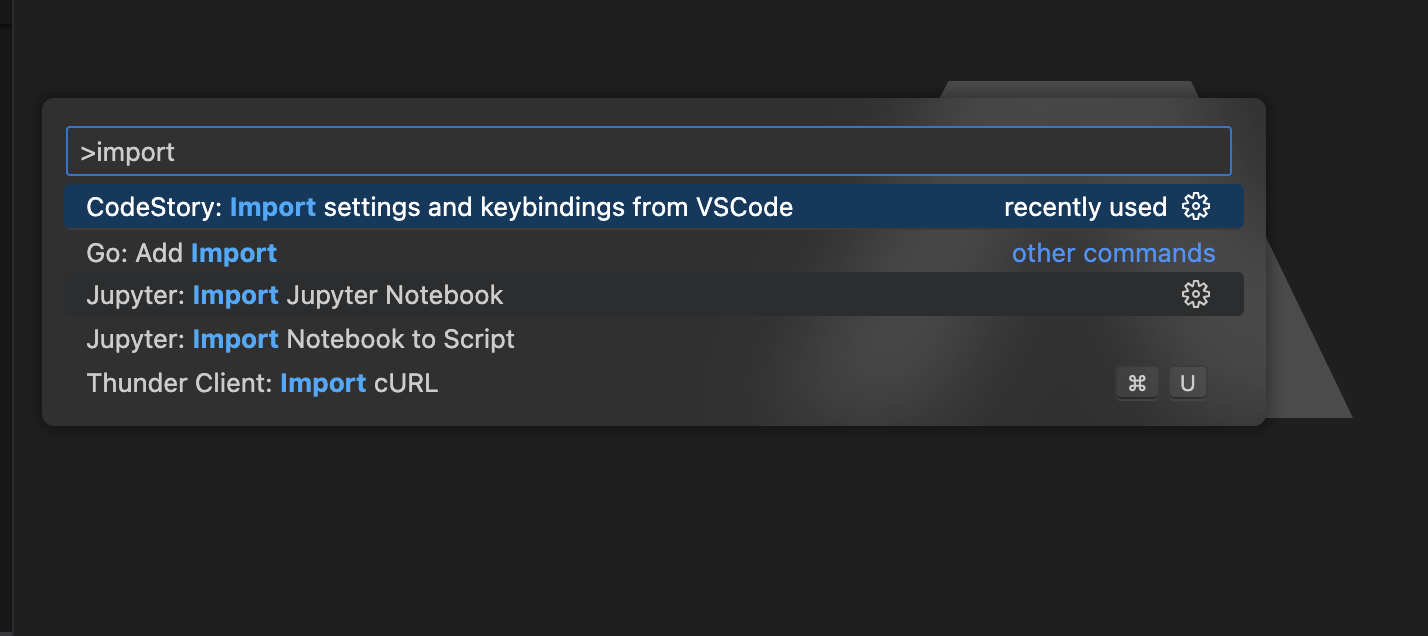 >import
CodeStory: Import settings and keybindings from VSCode recently used
Go: Add Import other commands
Jupyter: Import Jupyter Notebook
Jupyter: Import Notebook to Script
Thunder Client: Import cURL ⌘ U